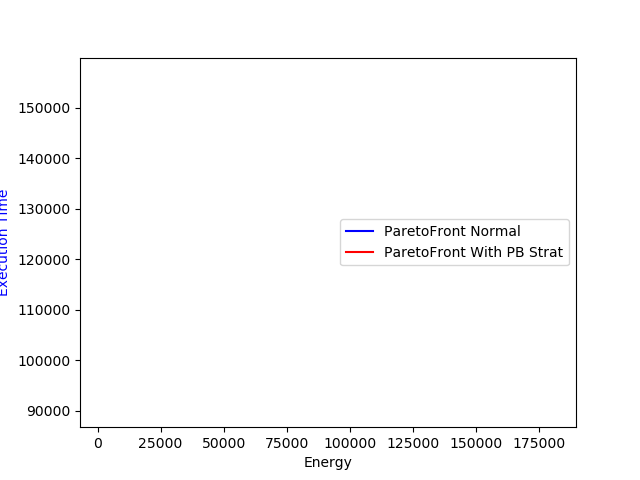 150000
140000
130000
120000
110000
100000
90000
Execution Time
ParetoFront Normal
ParetoFront With PB Strat
0 25000 50000 75000 100000 125000 150000 175000
Energy